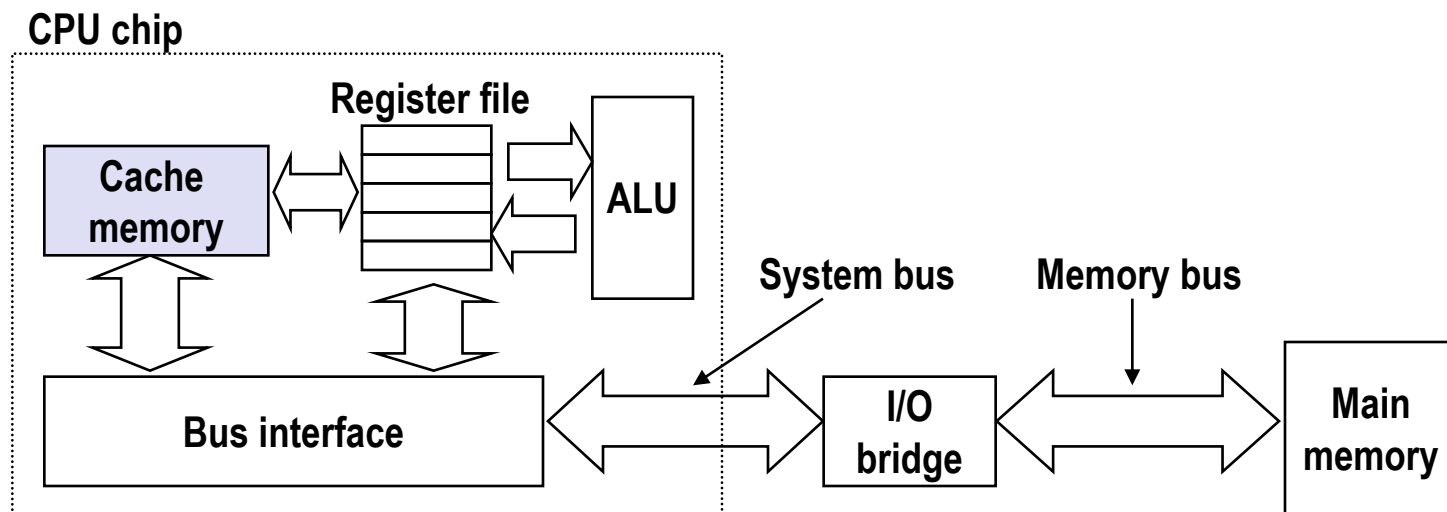 CPU chip
Register file
Cache
memory
ALU
System bus
Memory bus
Bus interface
I/O
bridge
Main
memory